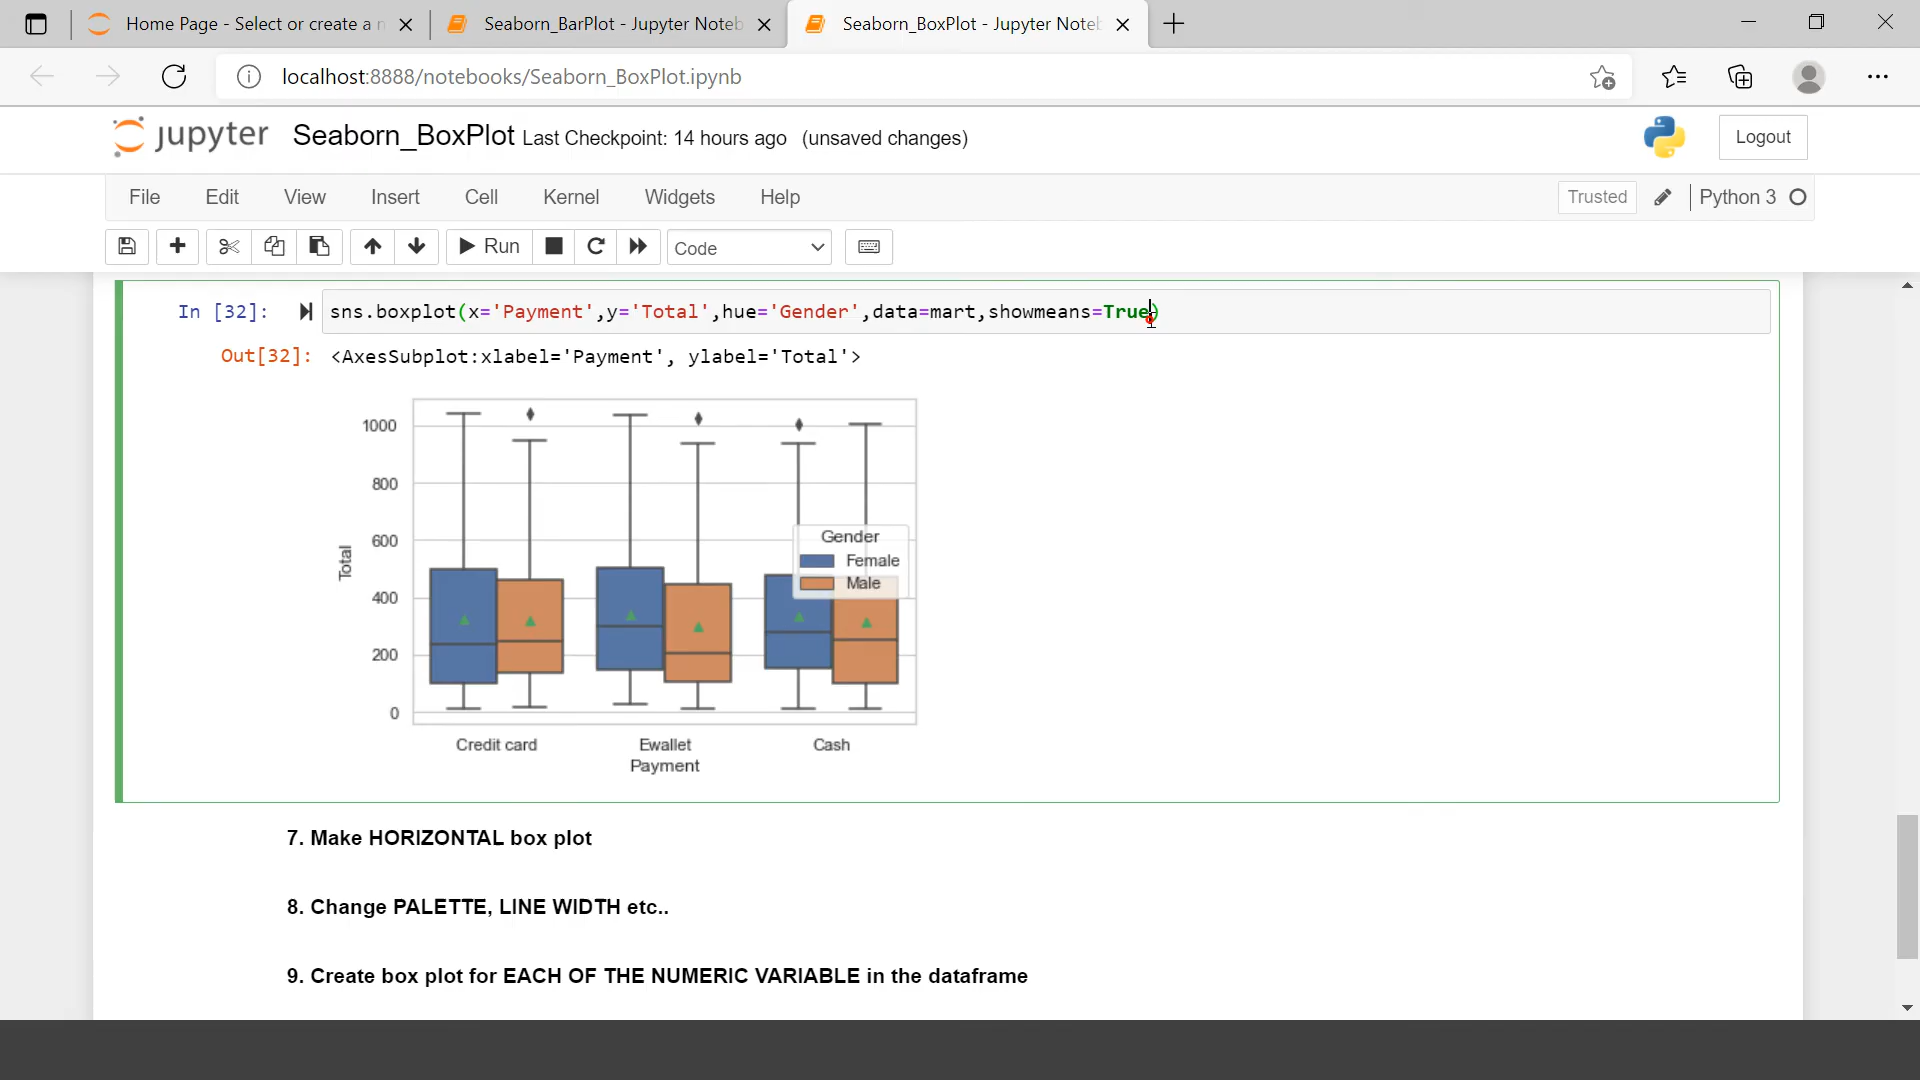 Home Page - Select or create a n
Seaborn_BarPlot - Jupyter Noteb
Seaborn_BoxPlot - Jupyter Noteb
localhost:8888/notebooks/Seaborn_BoxPlot.ipynb
jupyter Seaborn_BoxPlot Last Checkpoint: 14 hours ago (unsaved changes)
Logout
File Edit View Insert Cell Kernel Widgets Help
Trusted Python 3
Run Code
In [32]: sns.boxplot(x='Payment',y='Total',hue='Gender',data=mart,showmeans=True)
Out[32]: <AxesSubplot:xlabel='Payment', ylabel='Total'>
1000
800
600
400
200
0
Total
Gender
Female
Male
Credit card Ewallet Cash
Payment
7. Make HORIZONTAL box plot
8. Change PALETTE, LINE WIDTH etc..
9. Create box plot for EACH OF THE NUMERIC VARIABLE in the dataframe